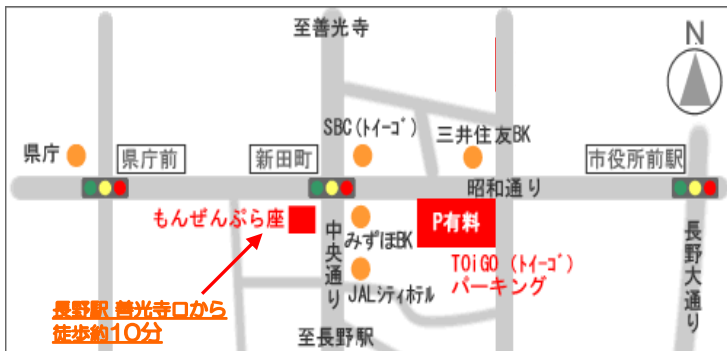 至善光寺
N
SBC(ﾄｲｰｺﾞ)
三井住友BK
県庁
県庁前
新田町
市役所前駅
昭和通り
もんぜんぷら座
みずほBK
P有料
中央通り
TOiGO (ﾄｲｰｺﾞ)
パーキング
長野大通り
JALｼﾃｨﾎﾃﾙ
長野駅 善光寺口から
徒歩約10分
至長野駅